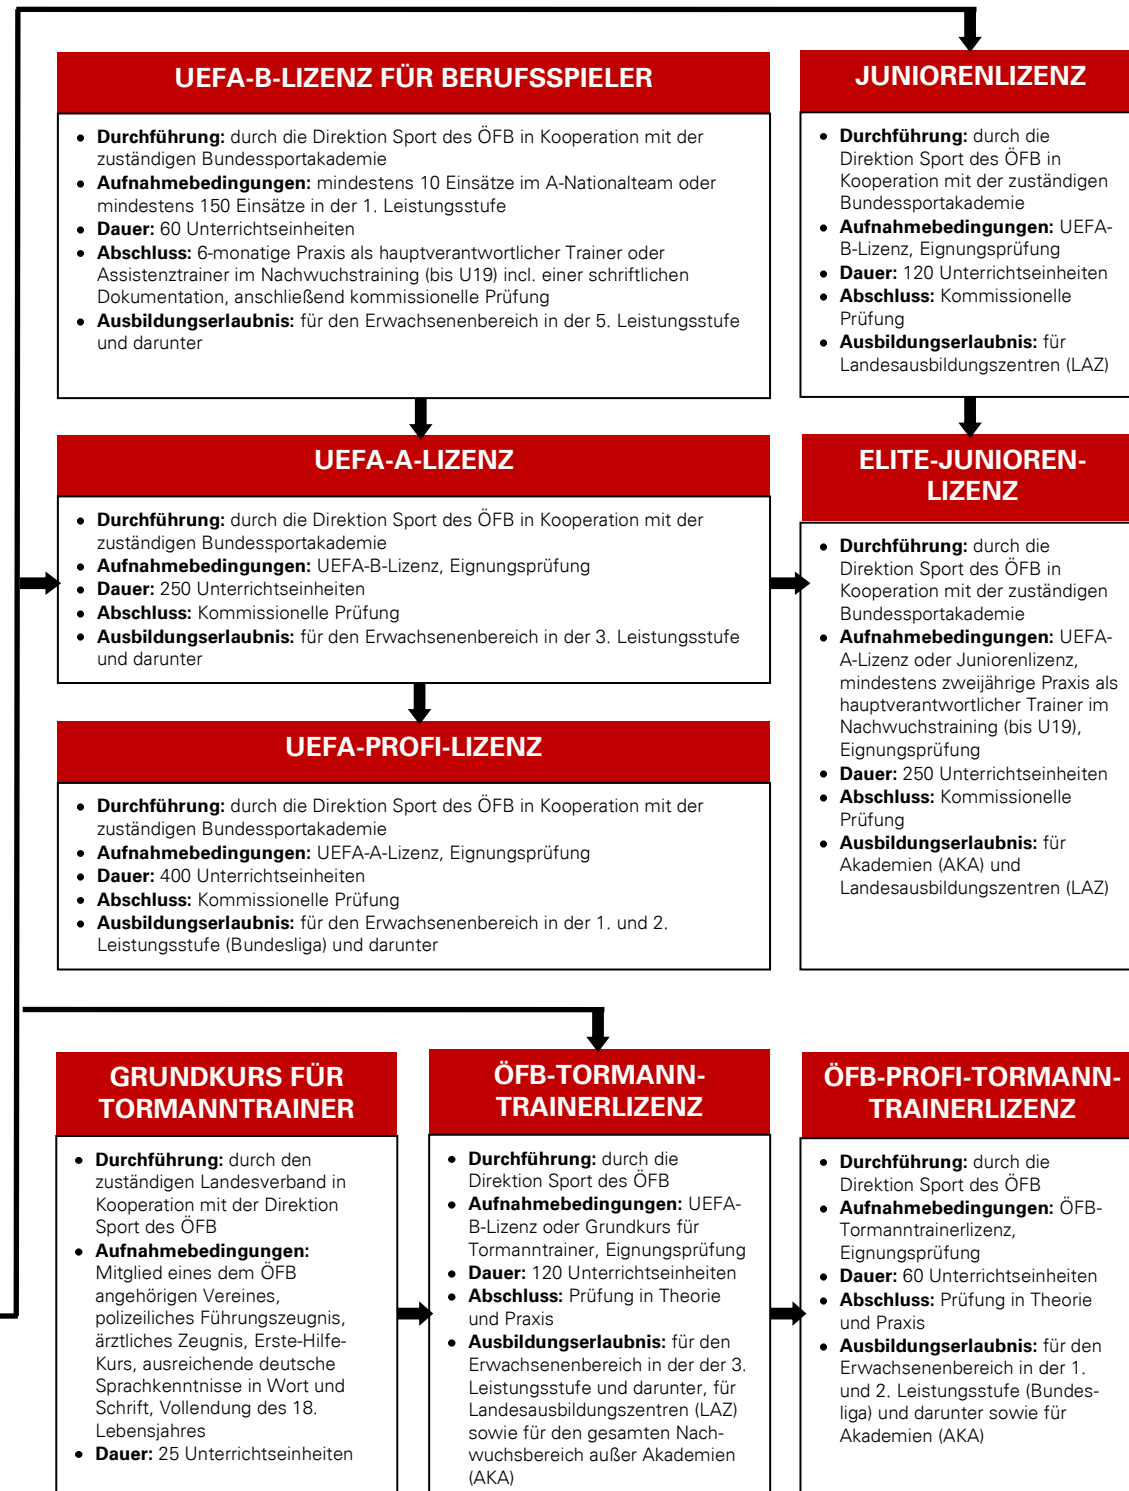 UEFA-B-LIZENZ FÜR BERUFSSPIELER
• Durchführung: durch die Direktion Sport des ÖFB in Kooperation mit der
zuständigen Bundessportakademie
• Aufnahmebedingungen: mindestens 10 Einsätze im A-Nationalteam oder
mindestens 150 Einsätze in der 1. Leistungsstufe
• Dauer: 60 Unterrichtseinheiten
• Abschluss: 6-monatige Praxis als hauptverantwortlicher Trainer oder
Assistenztrainer im Nachwuchstraining (bis U19) incl. einer schriftlichen
Dokumentation, anschließend kommissionelle Prüfung
• Ausbildungserlaubnis: für den Erwachsenenbereich in der 5. Leistungsstufe
und darunter
JUNIORENLIZENZ
• Durchführung: durch die
Direktion Sport des ÖFB in
Kooperation mit der zuständigen
Bundessportakademie
• Aufnahmebedingungen: UEFA-
B-Lizenz, Eignungsprüfung
• Dauer: 120 Unterrichtseinheiten
• Abschluss: Kommissionelle
Prüfung
• Ausbildungserlaubnis: für
Landesausbildungszentren (LAZ)
UEFA-A-LIZENZ
• Durchführung: durch die Direktion Sport des ÖFB in Kooperation mit der
zuständigen Bundessportakademie
• Aufnahmebedingungen: UEFA-B-Lizenz, Eignungsprüfung
• Dauer: 250 Unterrichtseinheiten
• Abschluss: Kommissionelle Prüfung
• Ausbildungserlaubnis: für den Erwachsenenbereich in der 3. Leistungsstufe
und darunter
ELITE-JUNIOREN-
LIZENZ
• Durchführung: durch die
Direktion Sport des ÖFB in
Kooperation mit der zuständigen
Bundessportakademie
• Aufnahmebedingungen: UEFA-
A-Lizenz oder Juniorenlizenz,
mindestens zweijährige Praxis als
hauptverantwortlicher Trainer im
Nachwuchstraining (bis U19),
Eignungsprüfung
• Dauer: 250 Unterrichtseinheiten
• Abschluss: Kommissionelle
Prüfung
• Ausbildungserlaubnis: für
Akademien (AKA) und
Landesausbildungszentren (LAZ)
UEFA-PROFI-LIZENZ
• Durchführung: durch die Direktion Sport des ÖFB in Kooperation mit der
zuständigen Bundessportakademie
• Aufnahmebedingungen: UEFA-A-Lizenz, Eignungsprüfung
• Dauer: 400 Unterrichtseinheiten
• Abschluss: Kommissionelle Prüfung
• Ausbildungserlaubnis: für den Erwachsenenbereich in der 1. und 2.
Leistungsstufe (Bundesliga) und darunter
GRUNDKURS FÜR
TORMANNTRAINER
• Durchführung: durch den
zuständigen Landesverband in
Kooperation mit der Direktion
Sport des ÖFB
• Aufnahmebedingungen:
Mitglied eines dem ÖFB
angehörigen Vereines,
polizeiliches Führungszeugnis,
ärztliches Zeugnis, Erste-Hilfe-
Kurs, ausreichende deutsche
Sprachkenntnisse in Wort und
Schrift, Vollendung des 18.
Lebensjahres
• Dauer: 25 Unterrichtseinheiten
ÖFB-TORMANN-
TRAINERLIZENZ
• Durchführung: durch die
Direktion Sport des ÖFB
• Aufnahmebedingungen: UEFA-
B-Lizenz oder Grundkurs für
Tormanntrainer, Eignungsprüfung
• Dauer: 120 Unterrichtseinheiten
• Abschluss: Prüfung in Theorie
und Praxis
• Ausbildungserlaubnis: für den
Erwachsenenbereich in der der 3.
Leistungsstufe und darunter, für
Landesausbildungszentren (LAZ)
sowie für den gesamten Nach-
wuchsbereich außer Akademien
(AKA)
ÖFB-PROFI-TORMANN-
TRAINERLIZENZ
• Durchführung: durch die
Direktion Sport des ÖFB
• Aufnahmebedingungen: ÖFB-
Tormanntrainerlizenz,
Eignungsprüfung
• Dauer: 60 Unterrichtseinheiten
• Abschluss: Prüfung in Theorie
und Praxis
• Ausbildungserlaubnis: für den
Erwachsenenbereich in der 1.
und 2. Leistungsstufe (Bundes-
liga) und darunter sowie für
Akademien (AKA)